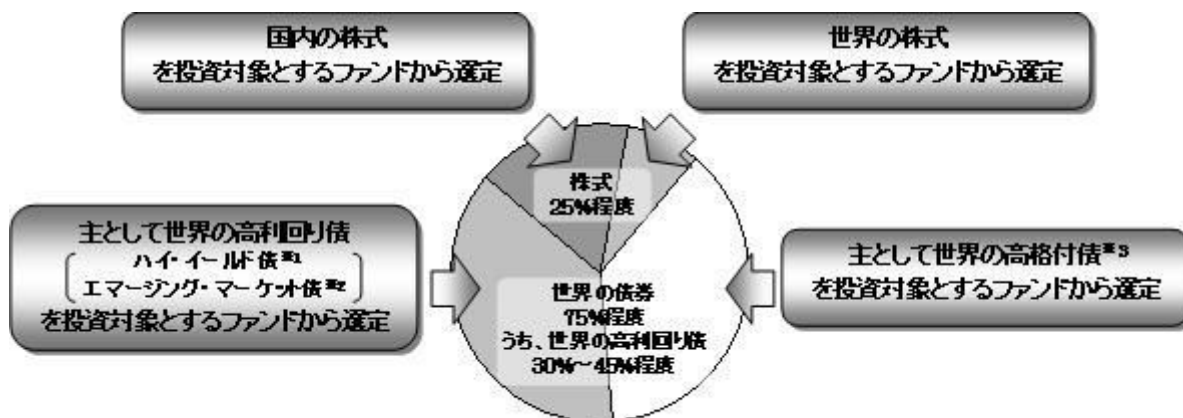 国内の株式
を投資対象とするファンドから選定
世界の株式
を投資対象とするファンドから選定
株式
25%程度
主として世界の高利回り債
ハイ・イールド債※1
エマージング・マーケット債※2
を投資対象とするファンドから選定
主として世界の高格付債※3
を投資対象とするファンドから選定
世界の債券
75%程度
うち、世界の高利回り債
30%～45%程度